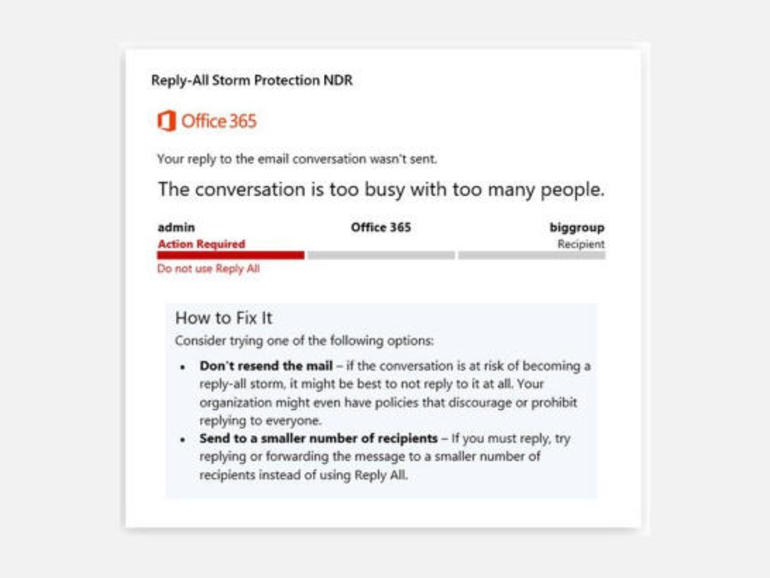 Reply-All Storm Protection NDR
Office 365
Your reply to the email conversation wasn't sent.
The conversation is too busy with too many people.
admin Office 365 biggroup
Action Required Recipient
Do not use Reply All
How to Fix It
Consider trying one of the following options:
• Don't resend the mail – if the conversation is at risk of becoming a
reply-all storm, it might be best to not reply to it at all. Your
organization might even have policies that discourage or prohibit
replying to everyone.
• Send to a smaller number of recipients – If you must reply, try
replying or forwarding the message to a smaller number of
recipients instead of using Reply All.